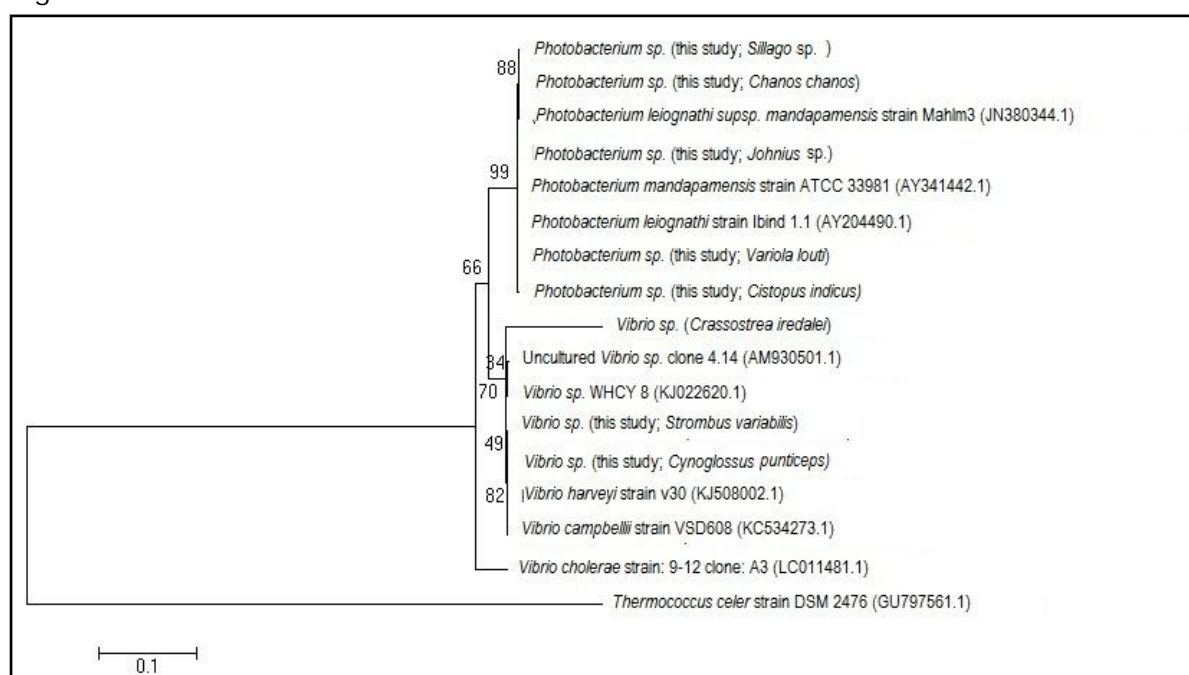 88
Photobacterium sp. (this study; Sillago sp. )
Photobacterium sp. (this study; Chanos chanos)
Photobacterium leiognathi supsp. mandapamensis strain Mahlm3 (JN380344.1)
Photobacterium sp. (this study; Johnius sp.)
99
Photobacterium mandapamensis strain ATCC 33981 (AY341442.1)
Photobacterium leiognathi strain lbind 1.1 (AY204490.1)
Photobacterium sp. (this study; Variola louti)
66
Photobacterium sp. (this study; Cistopus indicus)
Vibrio sp. (Crassostrea iredalei)
34
Uncultured Vibrio sp. clone 4.14 (AM930501.1)
70
Vibrio sp. WHCY 8 (KJ022620.1)
Vibrio sp. (this study; Strombus variabilis)
49
Vibrio sp. (this study; Cynoglossus punticeps)
82
Vibrio harveyi strain v30 (KJ508002.1)
Vibrio campbellii strain VSD608 (KC534273.1)
Vibrio cholerae strain: 9-12 clone: A3 (LC011481.1)
Thermococcus celer strain DSM 2476 (GU797561.1)
0.1